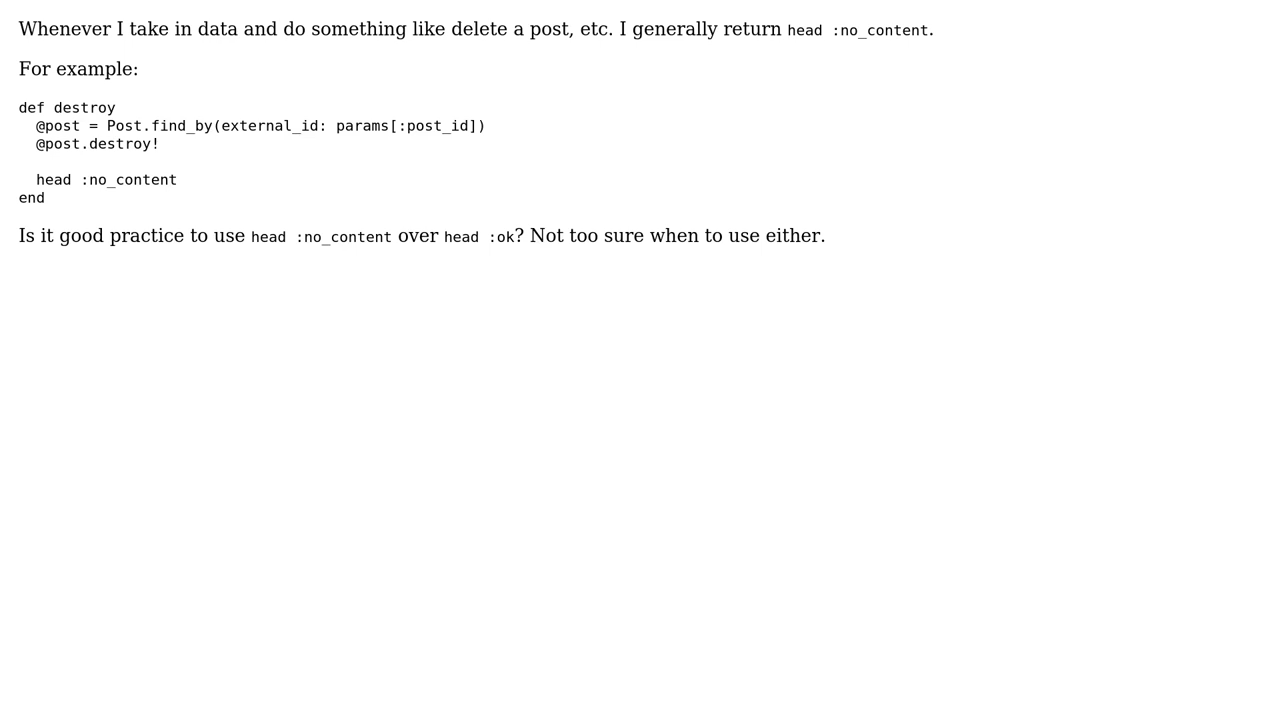 Whenever I take in data and do something like delete a post, etc. I generally return head :no_content.
For example:
def destroy
  @post = Post.find_by(external_id: params[:post_id])
  @post.destroy!
  head :no_content
end
Is it good practice to use head :no_content over head :ok? Not too sure when to use either.